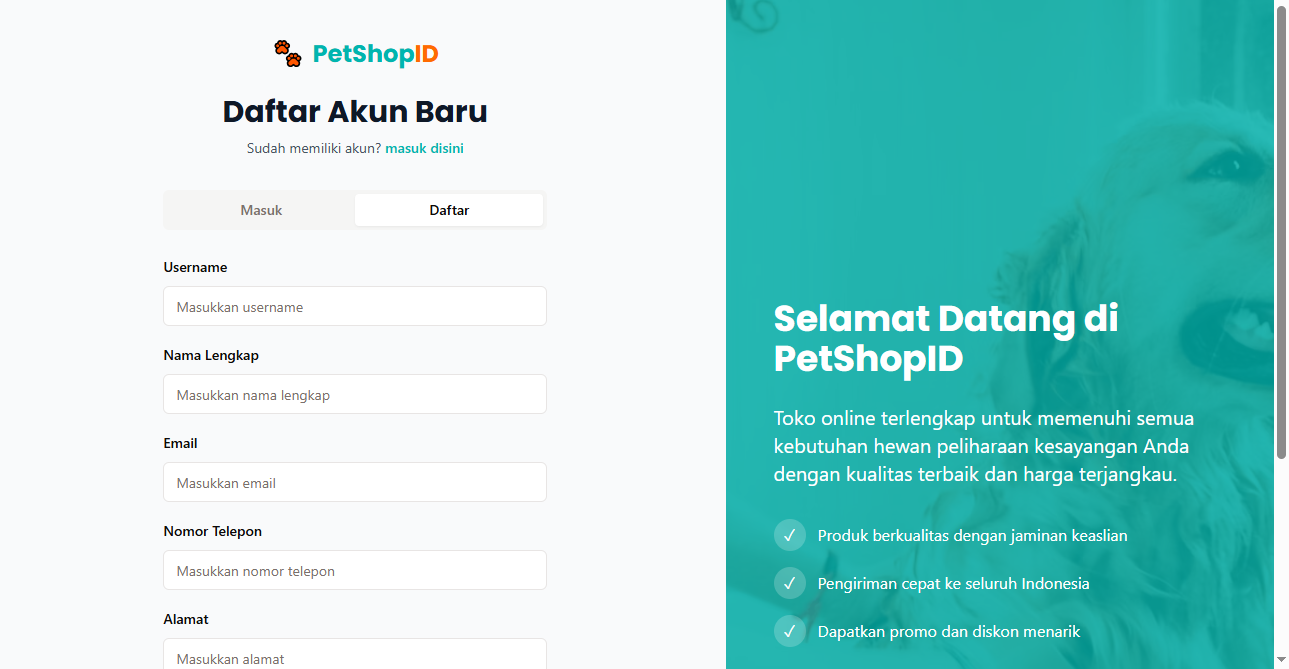 PetShopID
Daftar Akun Baru
Sudah memiliki akun? masuk disini
Masuk
Daftar
Username
Masukkan username
Nama Lengkap
Masukkan nama lengkap
Email
Masukkan email
Nomor Telepon
Masukkan nomor telepon
Alamat
Masukkan alamat
Selamat Datang di
PetShopID
Toko online terlengkap untuk memenuhi semua
kebutuhan hewan peliharaan kesayangan Anda
dengan kualitas terbaik dan harga terjangkau.
✓ Produk berkualitas dengan jaminan keaslian
✓ Pengiriman cepat ke seluruh Indonesia
✓ Dapatkan promo dan diskon menarik